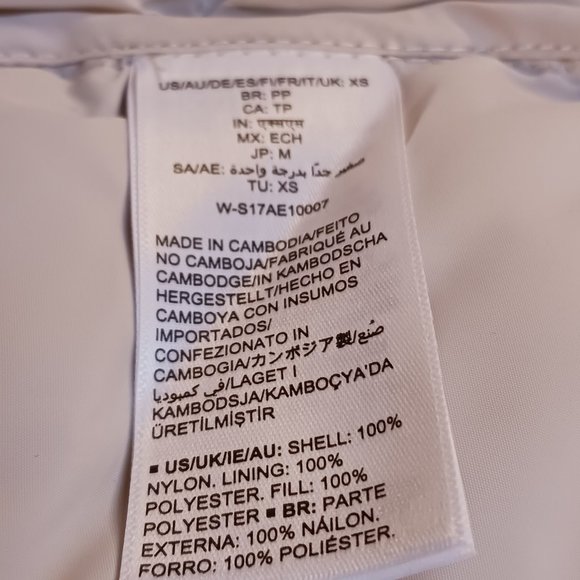 US/AU/DE/ES/FI/FR/IT/UK: XS
BR: PP
CA: TP
IN: एक्सएस
MX: ECH
JP: M
SA/AE: صغير جدًا بدرجة واحدة
TU: XS
W-S17AE10007
MADE IN CAMBODIA/FEITO
NO CAMBOJA/FABRIQUÉ AU
CAMBODGE/IN KAMBODSCHA
HERGESTELLT/HECHO EN
CAMBOYA CON INSUMOS
IMPORTADOS/
CONFEZIONATO IN
CAMBOGIA/カンボジア製/صُنع
في كمبوديا/LAGET I
KAMBODSJA/KAMBOÇYA'DA
ÜRETİLMİŞTİR
■ US/UK/IE/AU: SHELL: 100%
NYLON. LINING: 100%
POLYESTER. FILL: 100%
POLYESTER ■ BR: PARTE
EXTERNA: 100% NÁILON.
FORRO: 100% POLIÉSTER.